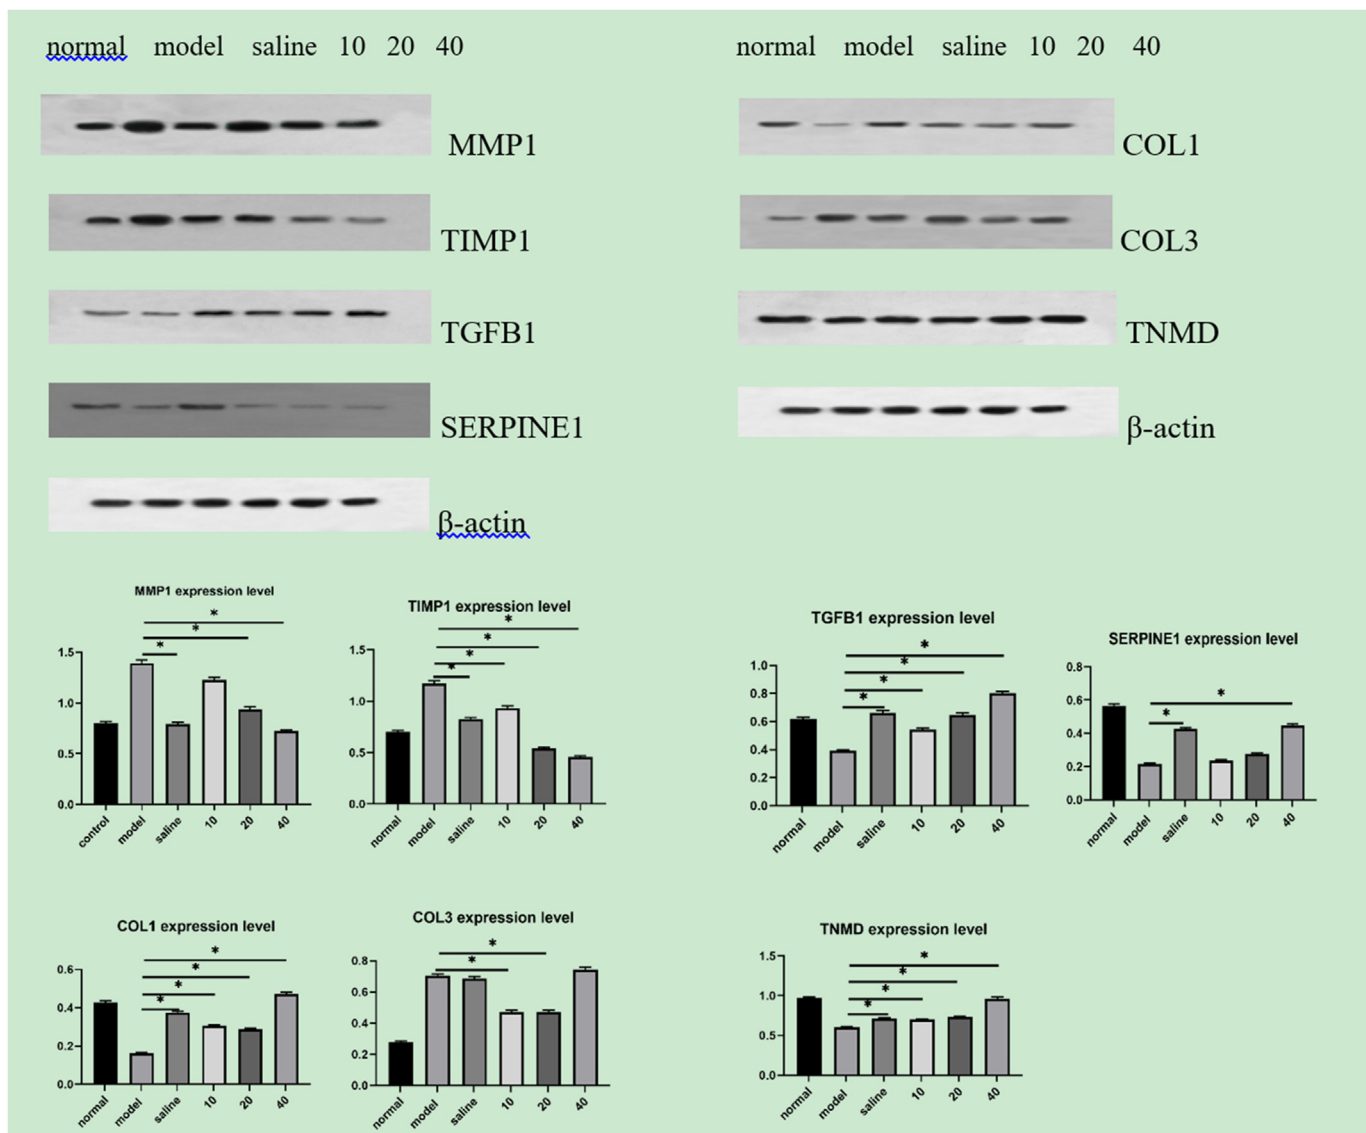 normal model saline 10 20 40
MMP1
TIMP1
TGFB1
SERPINE1
β-actin
normal model saline 10 20 40
COL1
COL3
TNMD
β-actin
MMP1 expression level
* * *
1.5
1.0
0.5
0.0
control model saline 10 20 40
TIMP1 expression level
* * * *
1.5
1.0
0.5
0.0
normal model saline 10 20 40
TGFB1 expression level
* * * *
1.0
0.8
0.6
0.4
0.2
0.0
normal model saline 10 20 40
SERPINE1 expression level
* *
0.8
0.6
0.4
0.2
0.0
normal model saline 10 20 40
COL1 expression level
* * * *
0.6
0.4
0.2
0.0
normal model saline 10 20 40
COL3 expression level
* *
0.8
0.6
0.4
0.2
0.0
normal model saline 10 20 40
TNMD expression level
* * * *
1.5
1.0
0.5
0.0
normal model saline 10 20 40